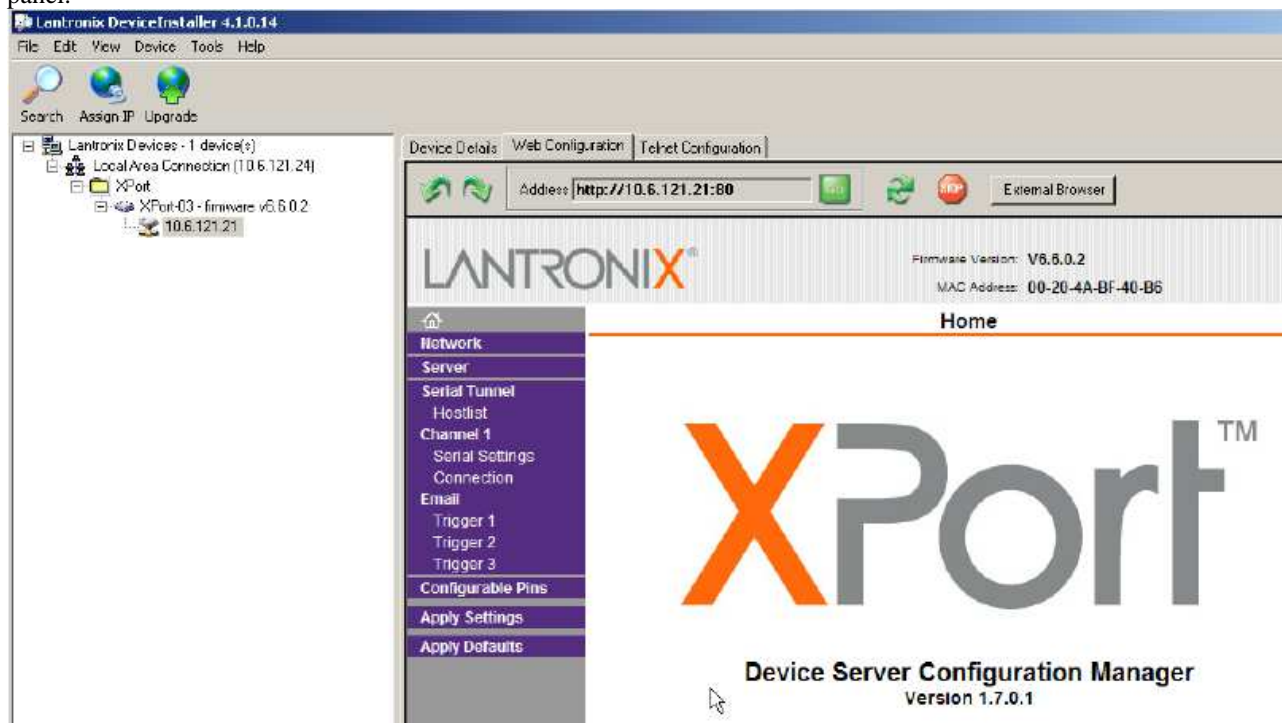 panel.
Lantronix DeviceInstaller 4.1.0.14
File Edit View Device Tools Help
Search Assign IP Upgrade
Lantronix Devices - 1 device(s)
Local Area Connection (10.6.121.24)
XPort
XPort-03 - firmware v6.6.0.2
10.6.121.21
Device Details Web Configuration Telnet Configuration
Address http://10.6.121.21:80 External Browser
LANTRONIX®
Firmware Version: V6.6.0.2
MAC Address: 00-20-4A-BF-40-B6
Home
Network
Server
Serial Tunnel
Hostlist
Channel 1
Serial Settings
Connection
Email
Trigger 1
Trigger 2
Trigger 3
Configurable Pins
Apply Settings
Apply Defaults
XPort™
Device Server Configuration Manager
Version 1.7.0.1